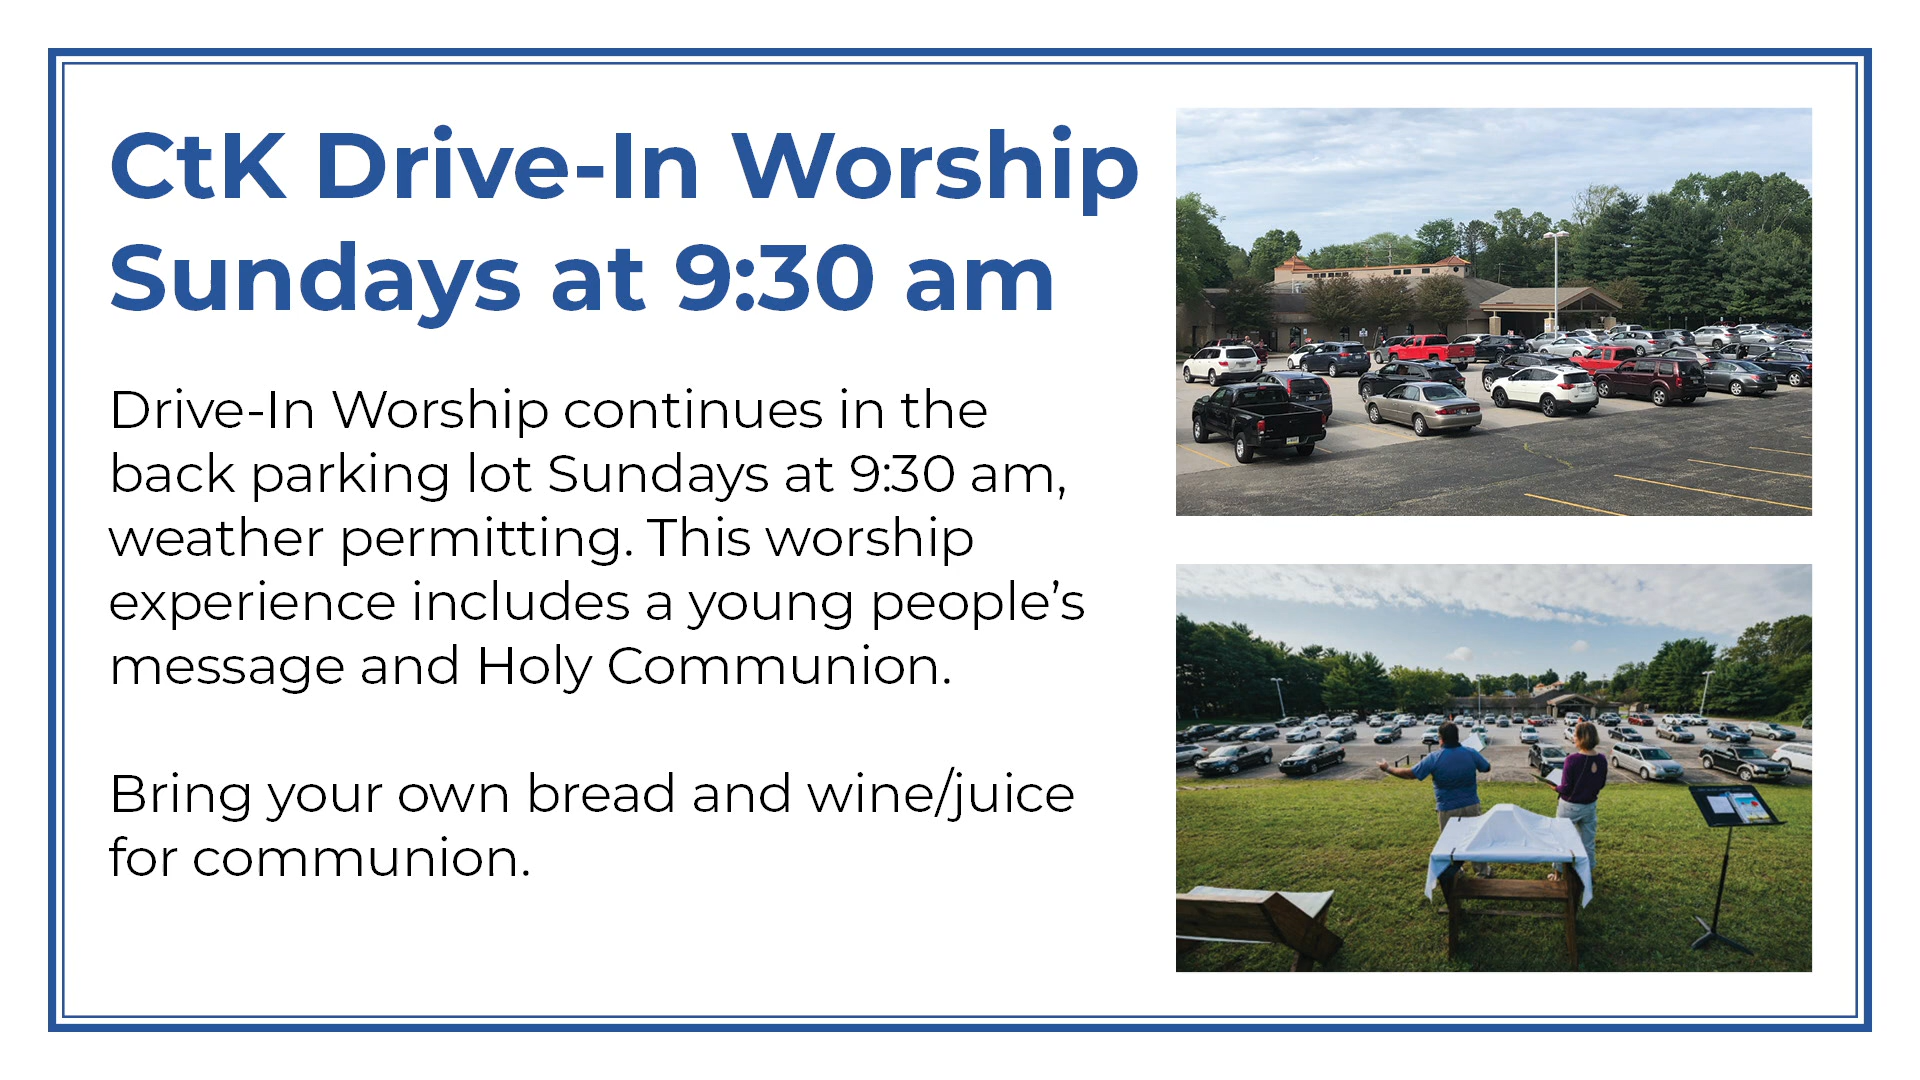 CtK Drive-In Worship
Sundays at 9:30 am
Drive-In Worship continues in the
back parking lot Sundays at 9:30 am,
weather permitting. This worship
experience includes a young people’s
message and Holy Communion.
Bring your own bread and wine/juice
for communion.